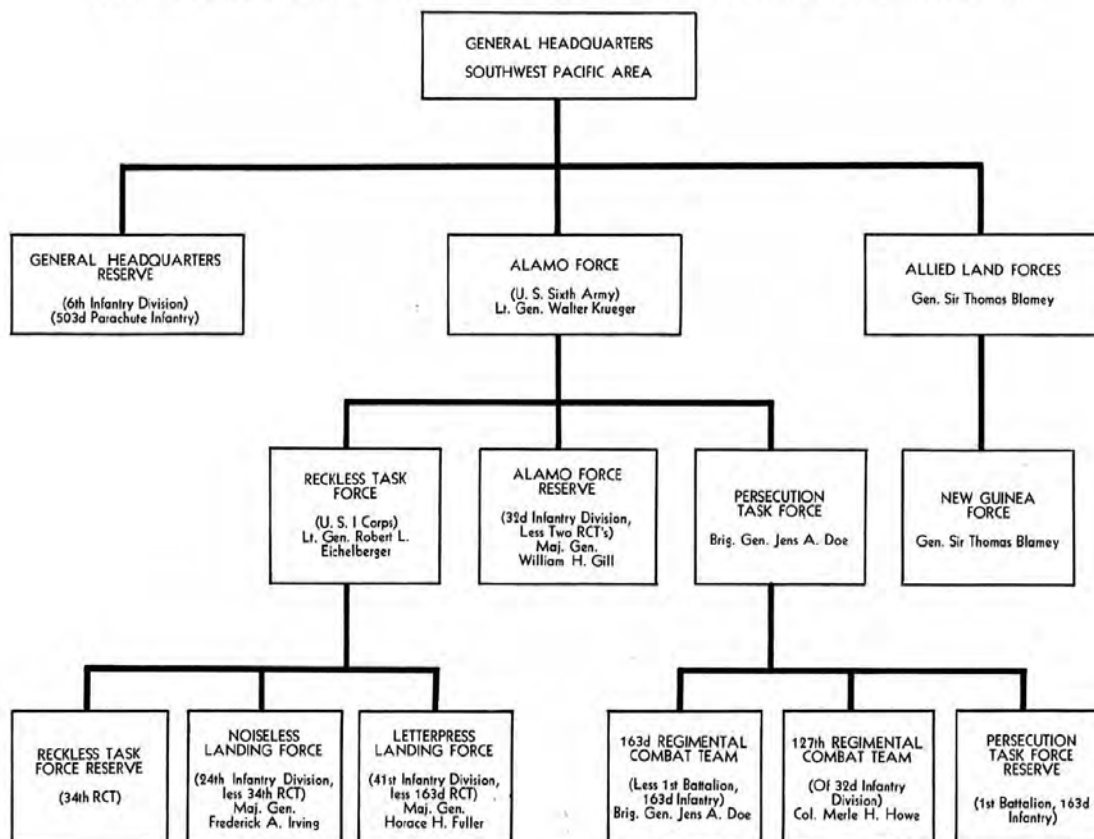 GENERAL HEADQUARTERS
SOUTHWEST PACIFIC AREA
GENERAL HEADQUARTERS
RESERVE
(6th Infantry Division)
(503d Parachute Infantry)
ALAMO FORCE
(U. S. Sixth Army)
Lt. Gen. Walter Krueger
ALLIED LAND FORCES
Gen. Sir Thomas Blamey
RECKLESS TASK
FORCE
(U. S. I Corps)
Lt. Gen. Robert L.
Eichelberger
ALAMO FORCE
RESERVE
(32d Infantry Division,
Less Two RCT's)
Maj. Gen.
William H. Gill
PERSECUTION
TASK FORCE
Brig. Gen. Jens A. Doe
NEW GUINEA
FORCE
Gen. Sir Thomas Blamey
RECKLESS TASK
FORCE RESERVE
(34th RCT)
NOISELESS
LANDING FORCE
(24th Infantry Division,
less 34th RCT)
Maj. Gen.
Frederick A. Irving
LETTERPRESS
LANDING FORCE
(41st Infantry Division,
less 163d RCT)
Maj. Gen.
Horace H. Fuller
163d REGIMENTAL
COMBAT TEAM
(Less 1st Battalion,
163d Infantry)
Brig. Gen. Jens A. Doe
127th REGIMENTAL
COMBAT TEAM
(Of 32d Infantry
Division)
Col. Merle H. Howe
PERSECUTION
TASK FORCE
RESERVE
(1st Battalion, 163d
Infantry)